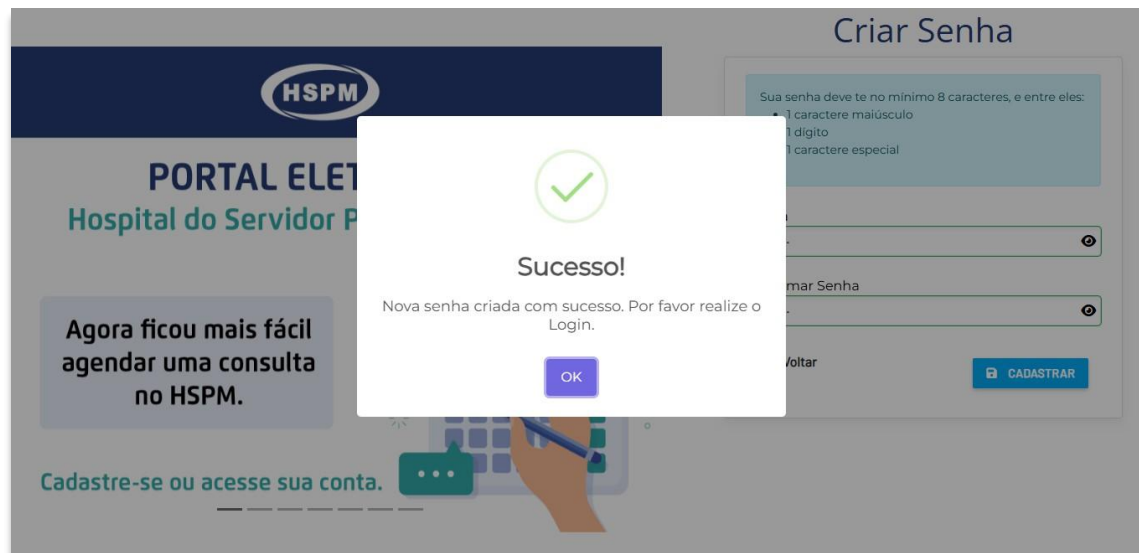 Criar Senha
HSPM
Sua senha deve te no mínimo 8 caracteres, e entre eles:
1 caractere maiúsculo
1 dígito
1 caractere especial
PORTAL
Hospital do Servidor
Sucesso!
Nova senha criada com sucesso. Por favor realize o
Login.
OK
Senha
Agora ficou mais fácil
agendar uma consulta
no HSPM.
Voltar
CADASTRAR
Cadastre-se ou acesse sua conta.